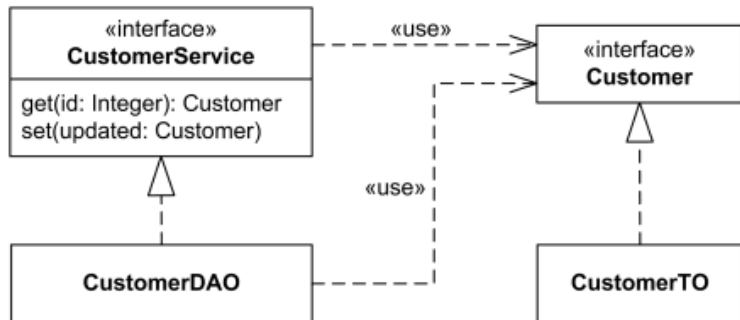 «interface»
CustomerService
get(id: Integer): Customer
set(updated: Customer)
«use»
«interface»
Customer
«use»
CustomerDAO
CustomerTO